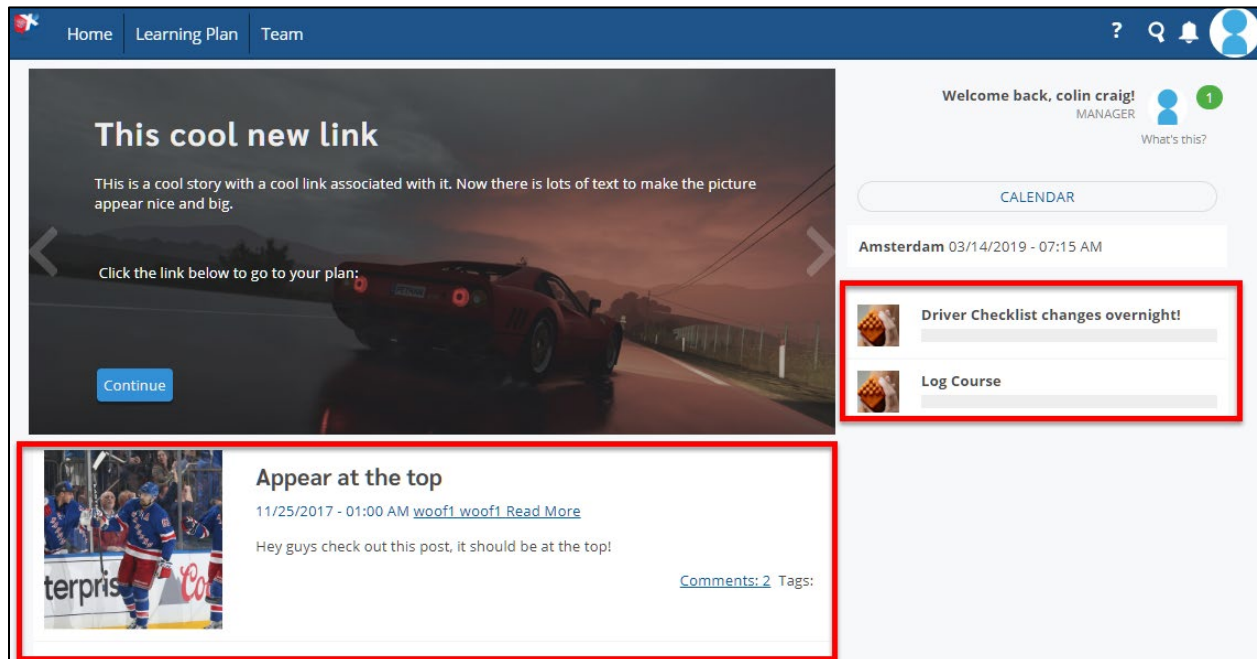 Home Learning Plan Team ?
This cool new link
THis is a cool story with a cool link associated with it. Now there is lots of text to make the picture
appear nice and big.
Click the link below to go to your plan:
Continue
Welcome back, colin craig!
MANAGER
1
What's this?
CALENDAR
Amsterdam 03/14/2019 - 07:15 AM
Driver Checklist changes overnight!
Log Course
Appear at the top
11/25/2017 - 01:00 AM woof1 woof1 Read More
Hey guys check out this post, it should be at the top!
Comments: 2 Tags:
terpris
Co